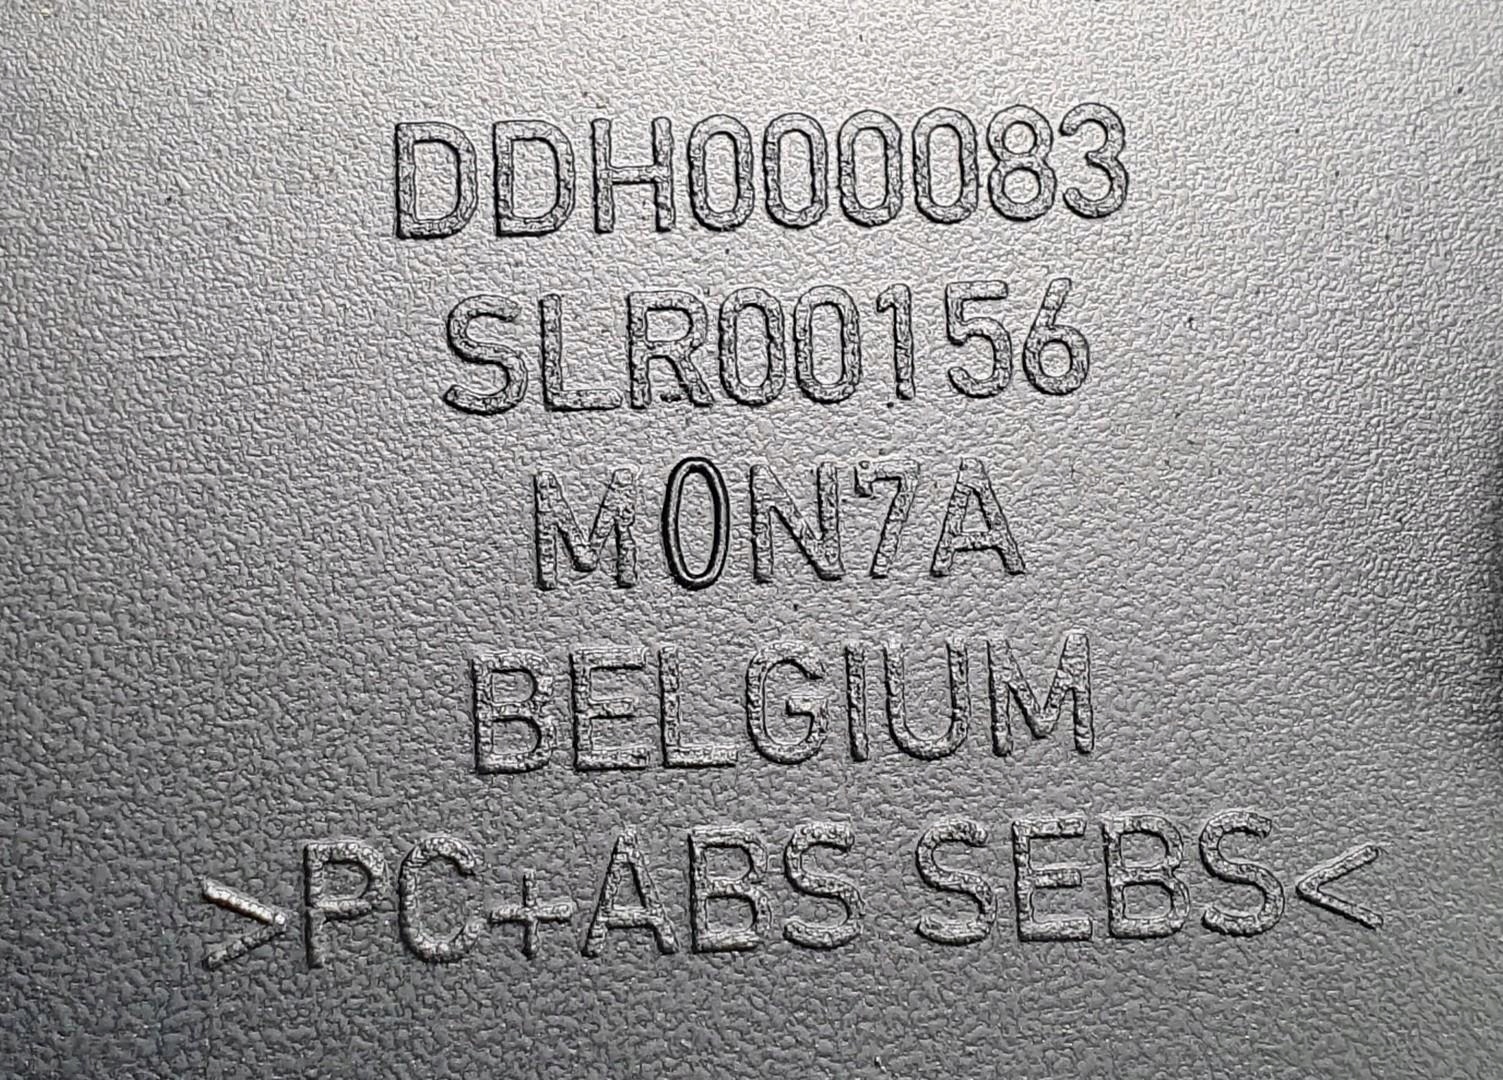 DDH000083
SLR00156
M0N7A
BELGIUM
>PC+ABS SEBS<